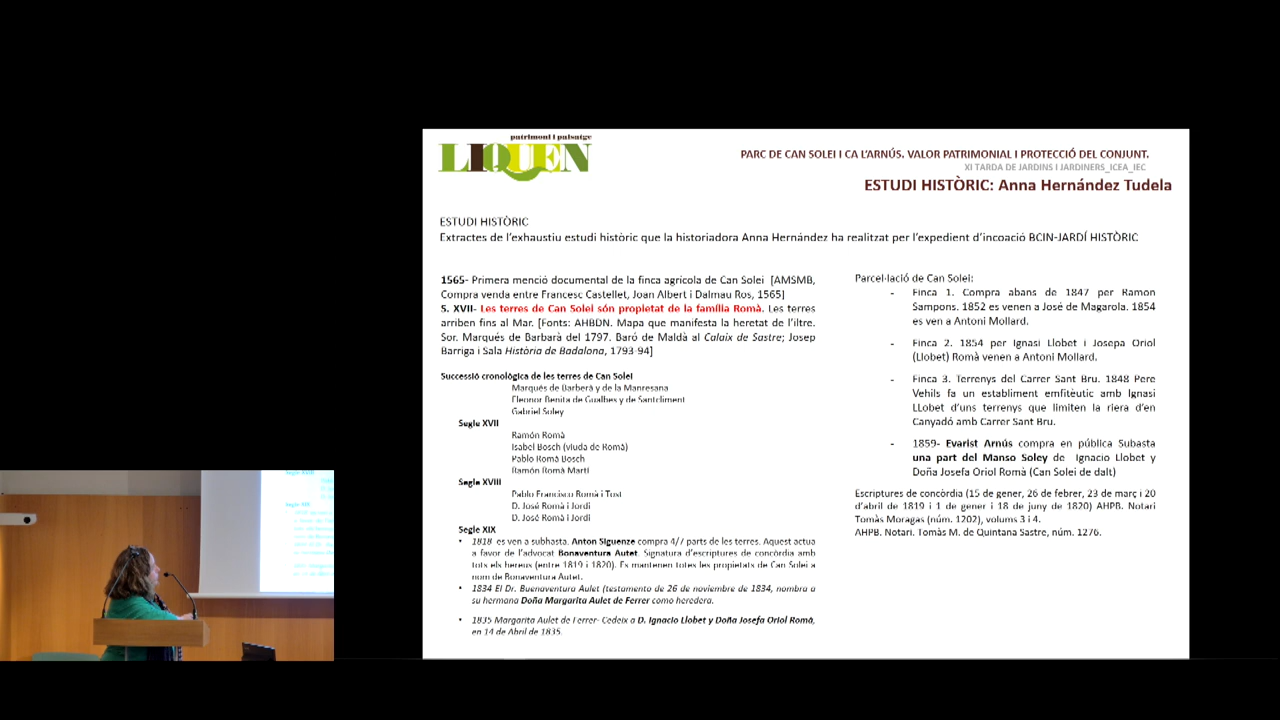 patrimoni i paisatge
LIQUEN
PARC DE CAN SOLEI I CA L'ARNÚS. VALOR PATRIMONIAL I PROTECCIÓ DEL CONJUNT.
XI TARDA DE JARDINS I JARDINERS_ICEA_IEC
ESTUDI HISTÒRIC: Anna Hernández Tudela
ESTUDI HISTÒRIC
Extractes de l'exhaustiu estudi històric que la historiadora Anna Hernández ha realitzat per l'expedient d'incoació BCIN-JARDÍ HISTÒRIC
1565- Primera menció documental de la finca agrícola de Can Solei [AMSMB,
Compra venda entre Francesc Castellet, Joan Albert i Dalmau Ros, 1565]
S. XVII- Les terres de Can Solei són propietat de la família Romà. Les terres
arriben fins al Mar. [Fonts: AHBDN. Mapa que manifesta la heretat de l'Itre.
Sor. Marqués de Barbarà del 1797. Baró de Maldà al Calaix de Sastre; Josep
Barriga i Sala Història de Badalona, 1793-94]
Successió cronològica de les terres de Can Solei
Marqués de Barberà y de la Manresana
Eleonor Benita de Gualbes y de Santcliment
Gabriel Soley
Segle XVII
Ramón Romà
Isabel Bosch (viuda de Romà)
Pablo Romà Bosch
Ramón Romà Martí
Segle XVIII
Pablo Francisco Romà i Tost
D. José Romà i Jordi
D. José Romà i Jordi
Segle XIX
• 1818 es ven a subhasta. Anton Siguenze compra 4/7 parts de les terres. Aquest actua
a favor de l'advocat Bonaventura Autet. Signatura d'escriptures de concòrdia amb
tots els hereus (entre 1819 i 1820). Es mantenen totes les propietats de Can Solei a
nom de Bonaventura Autet.
• 1834 El Dr. Buenaventura Aulet (testamento de 26 de noviembre de 1834, nombra a
su hermana Doña Margarita Aulet de Ferrer como heredera.
• 1835 Margarita Aulet de Ferrer- Cedeix a D. Ignacio Llobet y Doña Josefa Oriol Romà,
en 14 de Abril de 1835.
Parcel·lació de Can Solei:
- Finca 1. Compra abans de 1847 per Ramon
Sampons. 1852 es venen a José de Magarola. 1854
es ven a Antoni Mollard.
- Finca 2. 1854 per Ignasi Llobet i Josepa Oriol
(Llobet) Romà venen a Antoni Mollard.
- Finca 3. Terrenys del Carrer Sant Bru. 1848 Pere
Vehils fa un establiment emfitèutic amb Ignasi
LLobet d'uns terrenys que limiten la riera d'en
Canyadó amb Carrer Sant Bru.
- 1859- Evarist Arnús compra en pública Subasta
una part del Manso Soley de Ignacio Llobet y
Doña Josefa Oriol Romà (Can Solei de dalt)
Escriptures de concòrdia (15 de gener, 26 de febrer, 23 de març i 20
d'abril de 1819 i 1 de gener i 18 de juny de 1820) AHPB. Notari
Tomàs Moragas (núm. 1202), volums 3 i 4.
AHPB. Notari. Tomàs M. de Quintana Sastre, núm. 1276.
Segle XVIII
Segle XIX